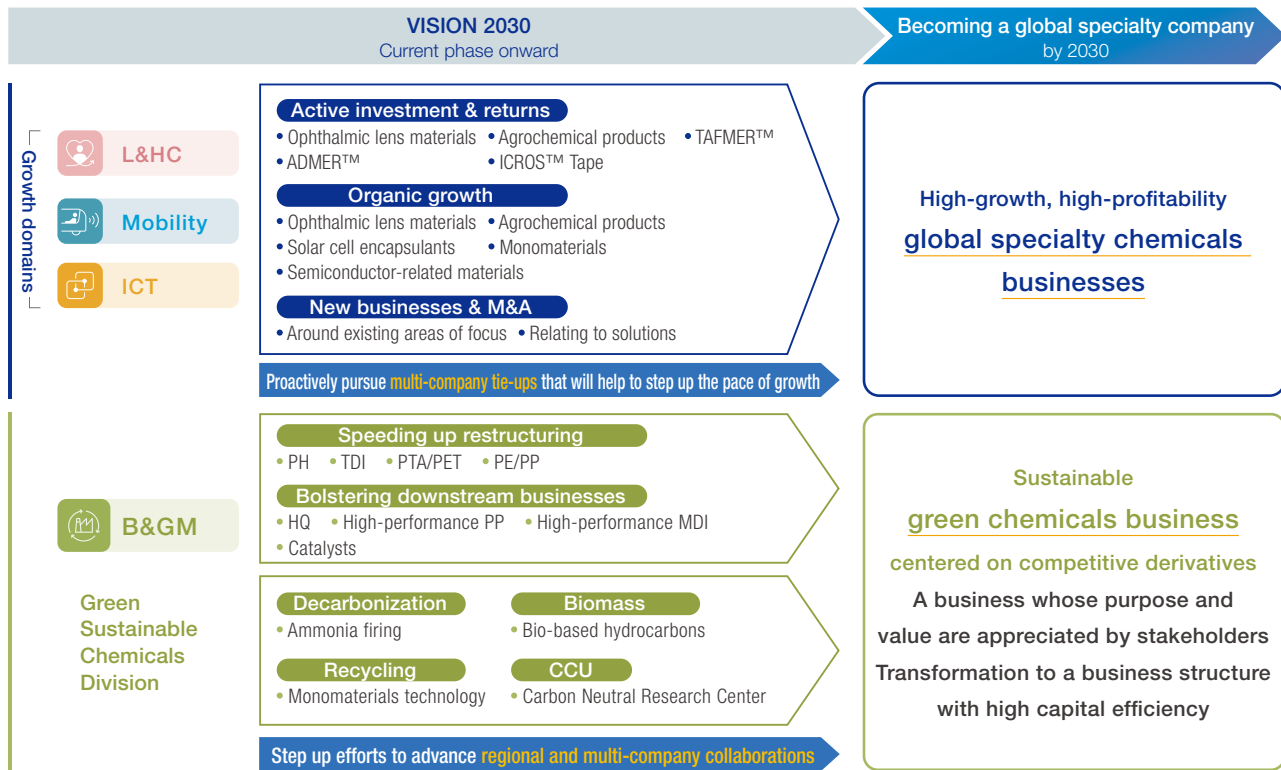 VISION 2030
Current phase onward
Becoming a global specialty company
by 2030
Growth domains
L&HC
Mobility
ICT
Active investment & returns
• Ophthalmic lens materials • Agrochemical products • TAFMER™
• ADMER™ • ICROS™ Tape
Organic growth
• Ophthalmic lens materials • Agrochemical products
• Solar cell encapsulants • Monomaterials
• Semiconductor-related materials
New businesses & M&A
• Around existing areas of focus • Relating to solutions
Proactively pursue multi-company tie-ups that will help to step up the pace of growth
High-growth, high-profitability
global specialty chemicals
businesses
B&GM
Green
Sustainable
Chemicals
Division
Speeding up restructuring
• PH • TDI • PTA/PET • PE/PP
Bolstering downstream businesses
• HQ • High-performance PP • High-performance MDI
• Catalysts
Decarbonization
• Ammonia firing
Biomass
• Bio-based hydrocarbons
Recycling
• Monomaterials technology
CCU
• Carbon Neutral Research Center
Step up efforts to advance regional and multi-company collaborations
Sustainable
green chemicals business
centered on competitive derivatives
A business whose purpose and
value are appreciated by stakeholders
Transformation to a business structure
with high capital efficiency